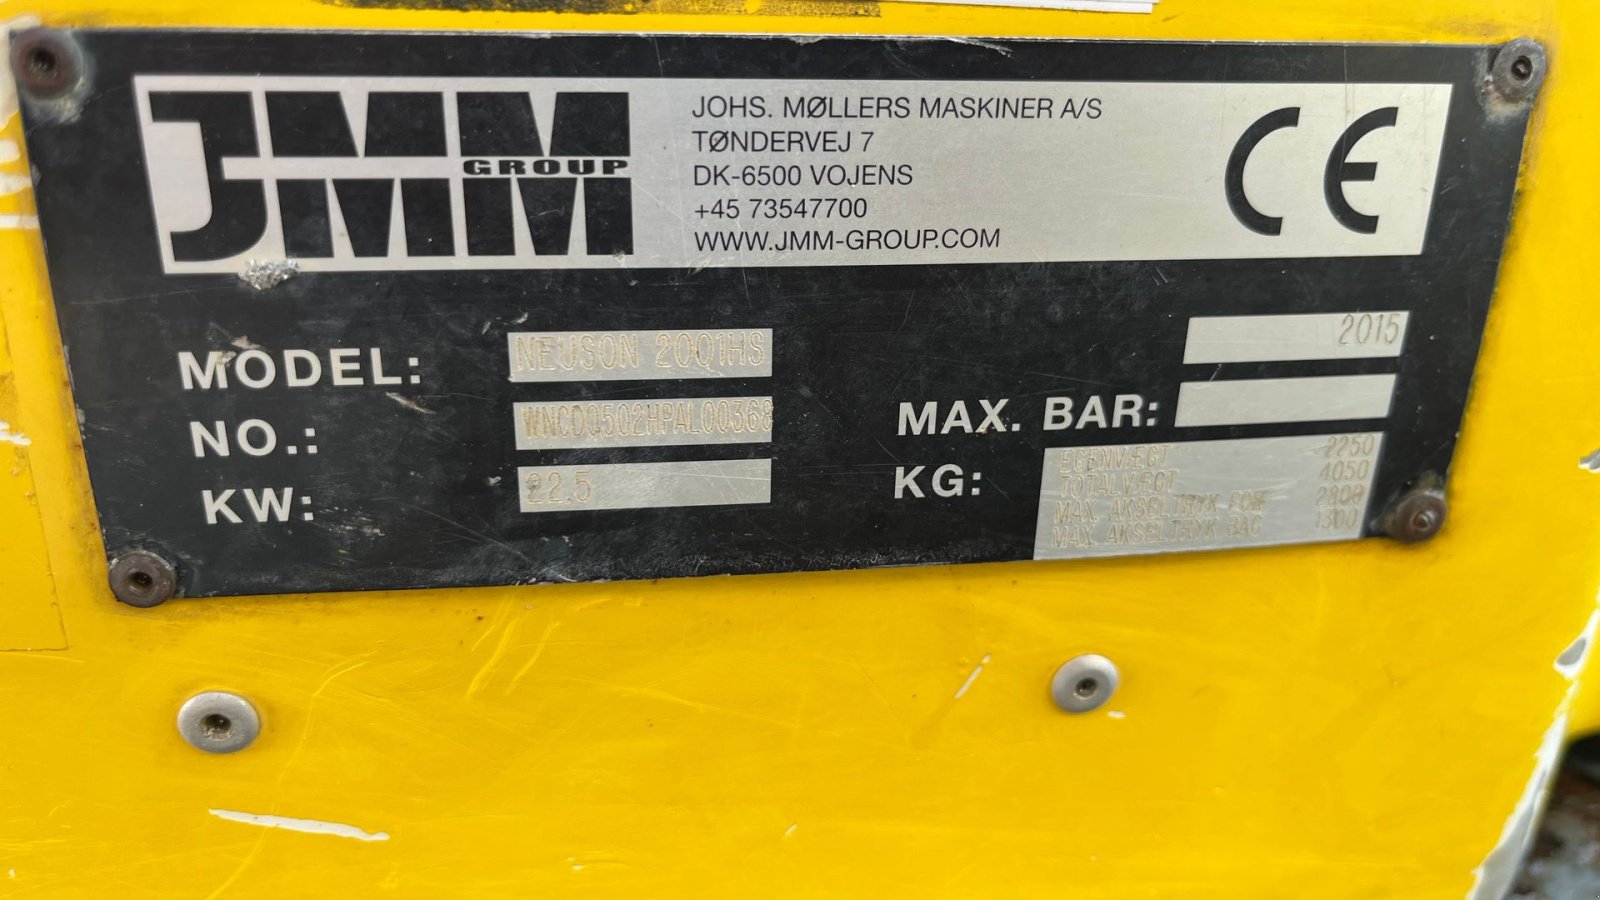 JMM
GROUP
JOHS. MØLLERS MASKINER A/S
TØNDERVEJ 7
DK-6500 VOJENS
+45 73547700
WWW.JMM-GROUP.COM
CE
MODEL: NEUSON 2001HS
2015
NO.: WNCD0502HPAL00368
MAX. BAR:
KW: 22.5
KG: EGENVÆGT 2250
TOTALVÆGT 4050
MAX. AKSELTRYK FOR 2800
MAX. AKSELTRYK BAG 1300